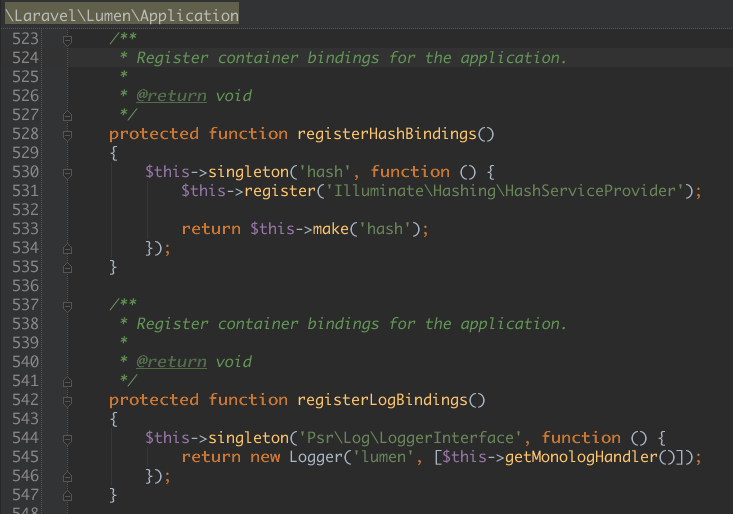 \Laravel\Lumen\Application
523 /**
524 * Register container bindings for the application.
525 *
526 * @return void
527 */
528 protected function registerHashBindings()
529 {
530 $this->singleton('hash', function () {
531 $this->register('Illuminate\Hashing\HashServiceProvider');
532
533 return $this->make('hash');
534 });
535 }
536
537 /**
538 * Register container bindings for the application.
539 *
540 * @return void
541 */
542 protected function registerLogBindings()
543 {
544 $this->singleton('Psr\Log\LoggerInterface', function () {
545 return new Logger('lumen', [$this->getMonologHandler()]);
546 });
547 }
548